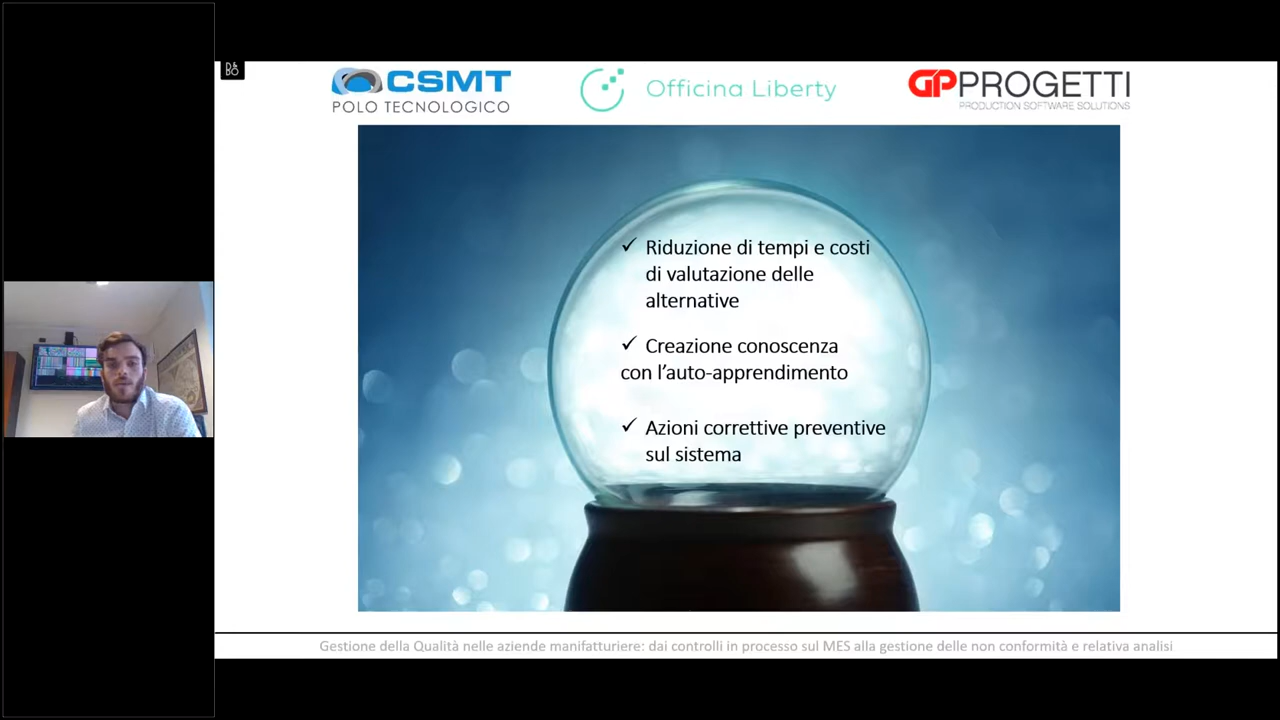 DEBO
CSMT
POLO TECNOLOGICO
Officina Liberty
GPPROGETTI
PRODUCTION SOFTWARE SOLUTIONS
✓ Riduzione di tempi e costi
di valutazione delle
alternative
✓ Creazione conoscenza
con l’auto-apprendimento
✓ Azioni correttive preventive
sul sistema
Gestione della Qualità nelle aziende manifatturiere: dai controlli in processo sul MES alla gestione delle non conformità e relativa analisi